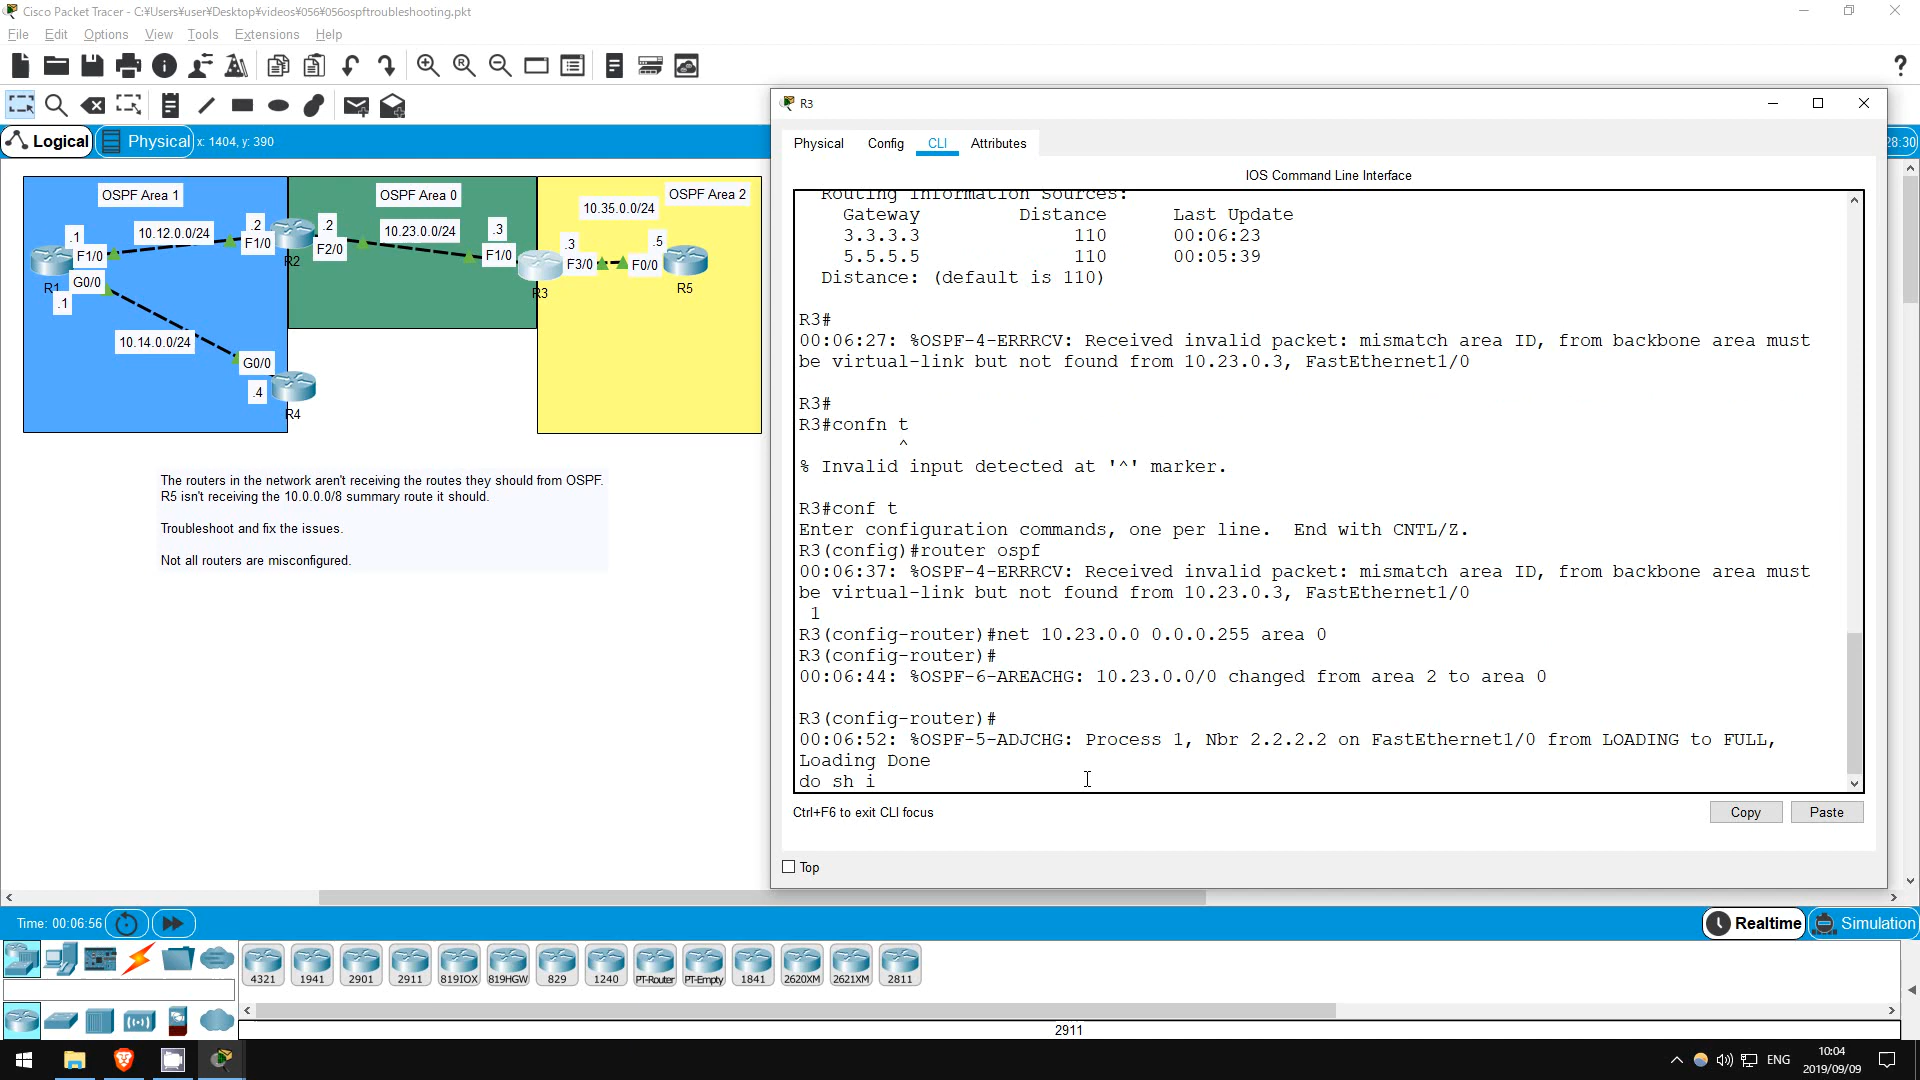 Cisco Packet Tracer - C:¥Users¥user¥Desktop¥videos¥056¥056ospftroubleshooting.pkt
File Edit Options View Tools Extensions Help
Logical Physical x: 1404, y: 390
28:30
OSPF Area 1
OSPF Area 0
OSPF Area 2
10.35.0.0/24
.1
10.12.0.0/24
.2
.2
10.23.0.0/24
.3
.3
.5
F1/0
F1/0
F2/0
F1/0
F3/0
F0/0
R1
G0/0
R2
R3
R5
.1
10.14.0.0/24
G0/0
.4
R4
The routers in the network aren't receiving the routes they should from OSPF.
R5 isn't receiving the 10.0.0.0/8 summary route it should.
Troubleshoot and fix the issues.
Not all routers are misconfigured.
R3
Physical Config CLI Attributes
IOS Command Line Interface
Routing Information Sources:
Gateway Distance Last Update
3.3.3.3 110 00:06:23
5.5.5.5 110 00:05:39
Distance: (default is 110)
R3#
00:06:27: %OSPF-4-ERRRCV: Received invalid packet: mismatch area ID, from backbone area must
be virtual-link but not found from 10.23.0.3, FastEthernet1/0
R3#
R3#confn t
^
% Invalid input detected at '^' marker.
R3#conf t
Enter configuration commands, one per line. End with CNTL/Z.
R3(config)#router ospf
00:06:37: %OSPF-4-ERRRCV: Received invalid packet: mismatch area ID, from backbone area must
be virtual-link but not found from 10.23.0.3, FastEthernet1/0
1
R3(config-router)#net 10.23.0.0 0.0.0.255 area 0
R3(config-router)#
00:06:44: %OSPF-6-AREACHG: 10.23.0.0/0 changed from area 2 to area 0
R3(config-router)#
00:06:52: %OSPF-5-ADJCHG: Process 1, Nbr 2.2.2.2 on FastEthernet1/0 from LOADING to FULL,
Loading Done
do sh i
Ctrl+F6 to exit CLI focus
Copy Paste
Top
Time: 00:06:56
Realtime Simulation
4321 1941 2901 2911 819IOX 819HGW 829 1240 PT-Router PT-Empty 1841 2620XM 2621XM 2811
2911
ENG
10:04
2019/09/09